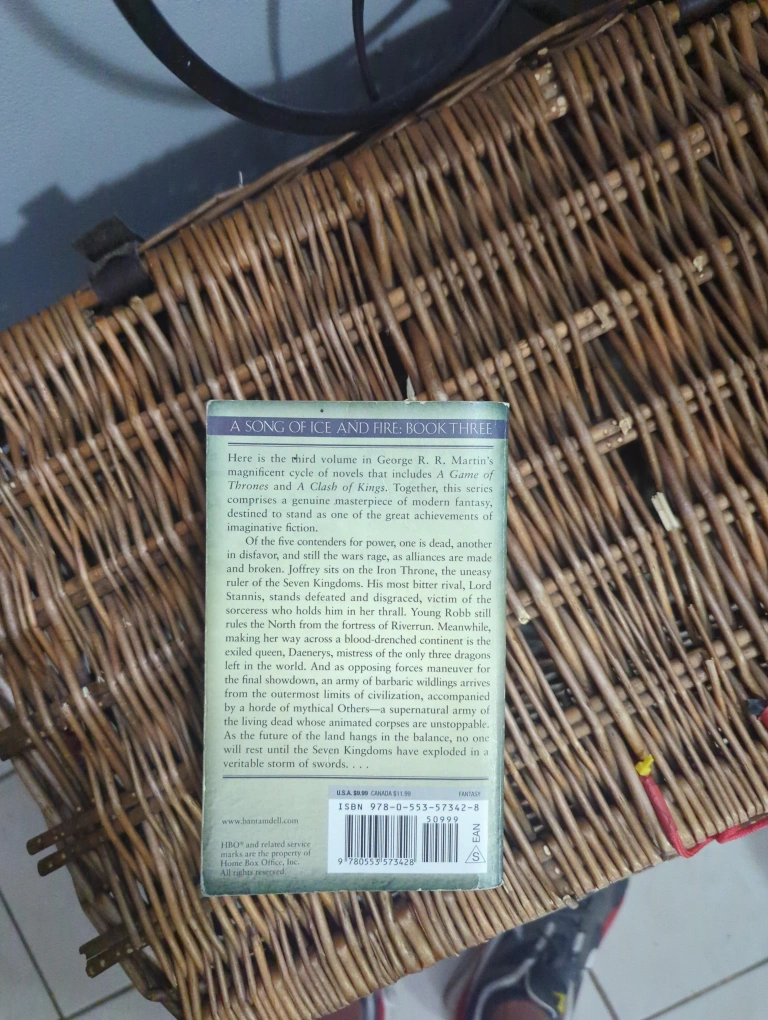 A SONG OF ICE AND FIRE: BOOK THREE
Here is the third volume in George R. R. Martin's
magnificent cycle of novels that includes A Game of
Thrones and A Clash of Kings. Together, this series
comprises a genuine masterpiece of modern fantasy,
destined to stand as one of the great achievements of
imaginative fiction.
Of the five contenders for power, one is dead, another
in disfavor, and still the wars rage, as alliances are made
and broken. Joffrey sits on the Iron Throne, the uneasy
ruler of the Seven Kingdoms. His most bitter rival, Lord
Stannis, stands defeated and disgraced, victim of the
sorceress who holds him in her thrall. Young Robb still
rules the North from the fortress of Riverrun. Meanwhile,
making her way across a blood-drenched continent is the
exiled queen, Daenerys, mistress of the only three dragons
left in the world. And as opposing forces maneuver for
the final showdown, an army of barbaric wildlings arrives
from the outermost limits of civilization, accompanied
by a horde of mythical Others—a supernatural army of
the living dead whose animated corpses are unstoppable.
As the future of the land hangs in the balance, no one
will rest until the Seven Kingdoms have exploded in a
veritable storm of swords. . . .
U.S.A. $9.99 CANADA $11.99 FANTASY
ISBN 978-0-553-57342-8
50999
www.bantamdell.com
HBO® and related service
marks are the property of
Home Box Office, Inc.
All rights reserved.
9 780553 573428
S EAN